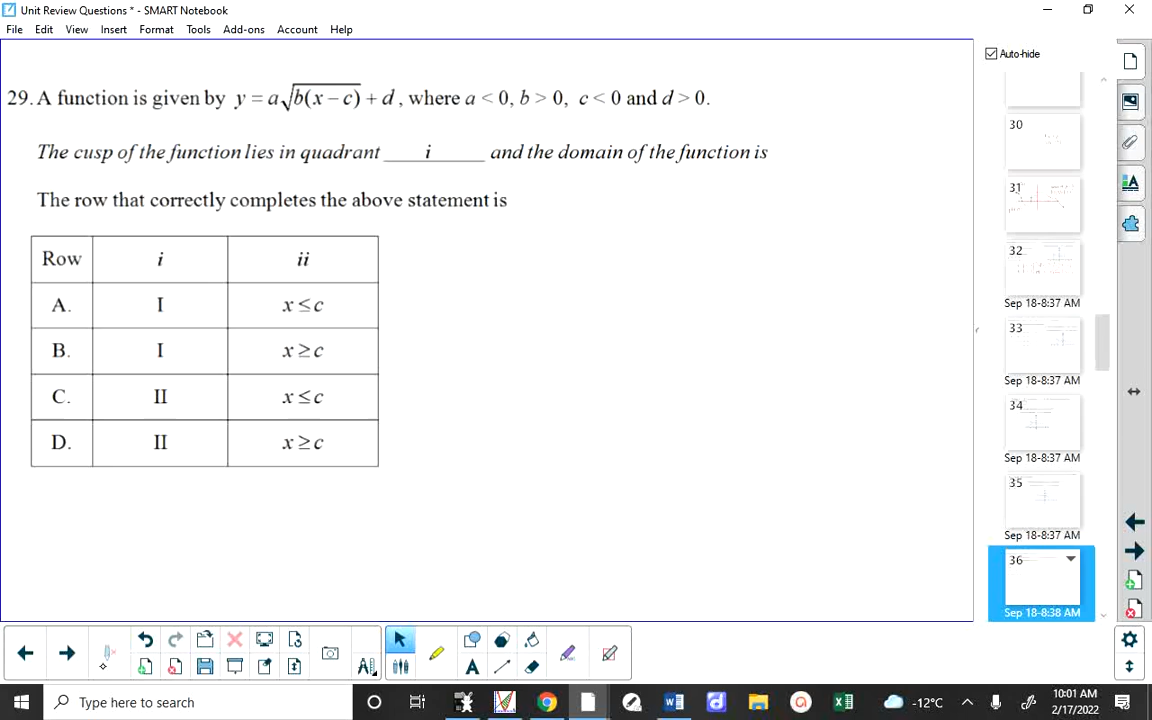 Unit Review Questions * - SMART Notebook
File Edit View Insert Format Tools Add-ons Account Help
Auto-hide
29. A function is given by y = a√b(x − c) + d , where a < 0, b > 0, c < 0 and d > 0.
The cusp of the function lies in quadrant ____i____ and the domain of the function is
The row that correctly completes the above statement is
Row i ii
A. I x ≤ c
B. I x ≥ c
C. II x ≤ c
D. II x ≥ c
30
31
32
Sep 18-8:37 AM
33
Sep 18-8:37 AM
34
Sep 18-8:37 AM
35
Sep 18-8:37 AM
36
Sep 18-8:38 AM
Type here to search
-12°C
10:01 AM
2/17/2022